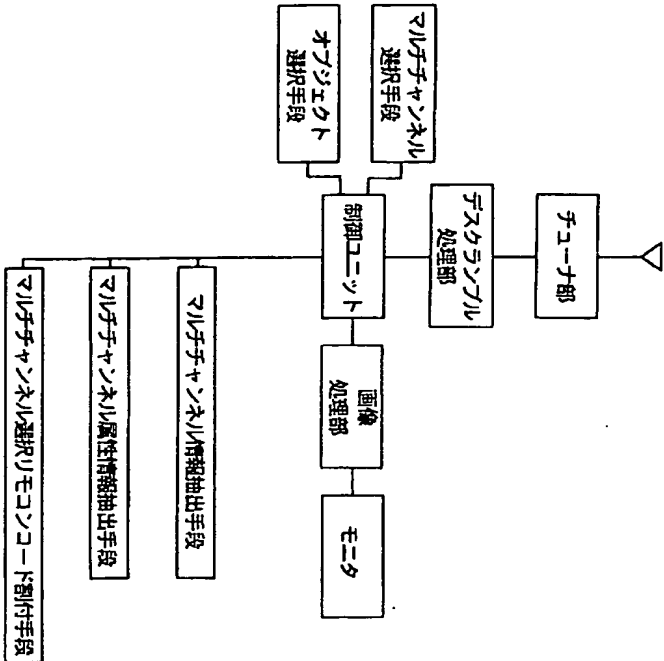 チューナ部
デスクランブル
処理部
マルチチャンネル
選択手段
オブジェクト
選択手段
制御ユニット
画像
処理部
モニタ
マルチチャンネル情報抽出手段
マルチチャンネル属性情報抽出手段
マルチチャンネル選択リモコンコード割付手段